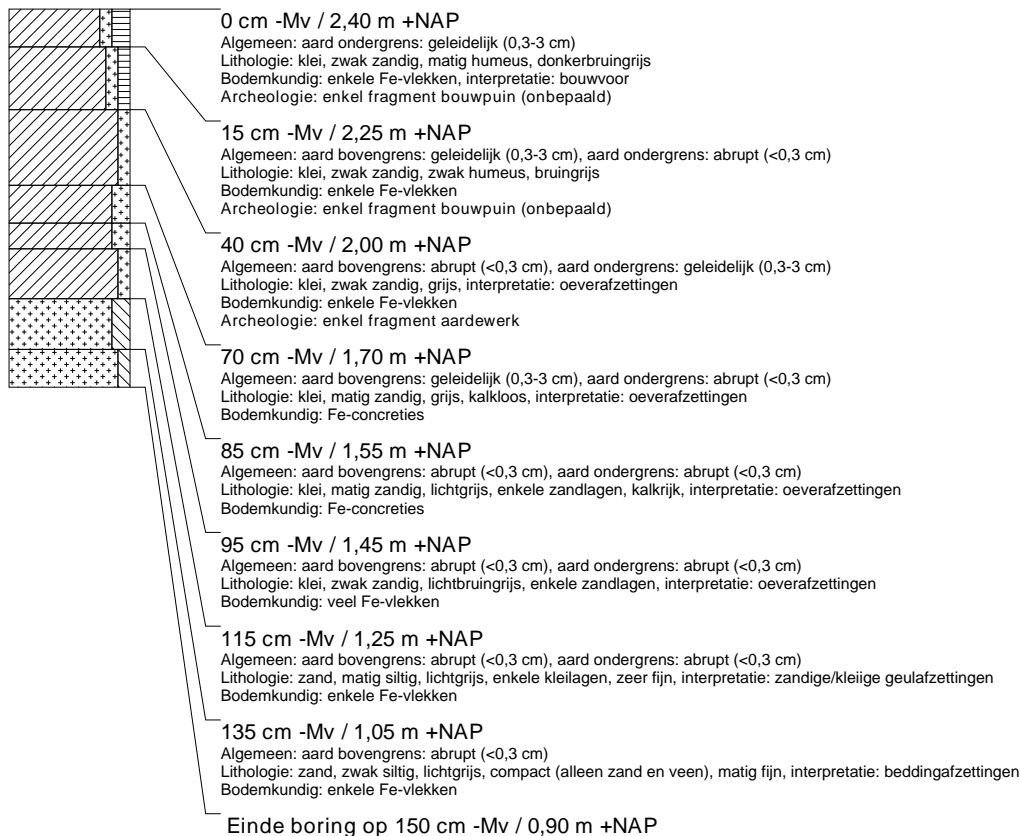 0 cm -Mv / 2,40 m +NAP
Algemeen: aard ondergrens: geleidelijk (0,3-3 cm)
Lithologie: klei, zwak zandig, matig humeus, donkerbruingrijs
Bodemkundig: enkele Fe-vlekken, interpretatie: bouwvoor
Archeologie: enkel fragment bouwpuin (onbepaald)
15 cm -Mv / 2,25 m +NAP
Algemeen: aard bovengrens: geleidelijk (0,3-3 cm), aard ondergrens: abrupt (<0,3 cm)
Lithologie: klei, zwak zandig, zwak humeus, bruingrijs
Bodemkundig: enkele Fe-vlekken
Archeologie: enkel fragment bouwpuin (onbepaald)
40 cm -Mv / 2,00 m +NAP
Algemeen: aard bovengrens: abrupt (<0,3 cm), aard ondergrens: geleidelijk (0,3-3 cm)
Lithologie: klei, zwak zandig, grijs, interpretatie: oeverafzettingen
Bodemkundig: enkele Fe-vlekken
Archeologie: enkel fragment aardewerk
70 cm -Mv / 1,70 m +NAP
Algemeen: aard bovengrens: geleidelijk (0,3-3 cm), aard ondergrens: abrupt (<0,3 cm)
Lithologie: klei, matig zandig, grijs, kalkloos, interpretatie: oeverafzettingen
Bodemkundig: Fe-concreties
85 cm -Mv / 1,55 m +NAP
Algemeen: aard bovengrens: abrupt (<0,3 cm), aard ondergrens: abrupt (<0,3 cm)
Lithologie: klei, matig zandig, lichtgrijs, enkele zandlagen, kalkrijk, interpretatie: oeverafzettingen
Bodemkundig: Fe-concreties
95 cm -Mv / 1,45 m +NAP
Algemeen: aard bovengrens: abrupt (<0,3 cm), aard ondergrens: abrupt (<0,3 cm)
Lithologie: klei, zwak zandig, lichtbruingrijs, enkele zandlagen, interpretatie: oeverafzettingen
Bodemkundig: veel Fe-vlekken
115 cm -Mv / 1,25 m +NAP
Algemeen: aard bovengrens: abrupt (<0,3 cm), aard ondergrens: abrupt (<0,3 cm)
Lithologie: zand, matig siltig, lichtgrijs, enkele kleilagen, zeer fijn, interpretatie: zandige/kleiige geulafzettingen
Bodemkundig: enkele Fe-vlekken
135 cm -Mv / 1,05 m +NAP
Algemeen: aard bovengrens: abrupt (<0,3 cm)
Lithologie: zand, zwak siltig, lichtgrijs, compact (alleen zand en veen), matig fijn, interpretatie: beddingafzettingen
Bodemkundig: enkele Fe-vlekken
Einde boring op 150 cm -Mv / 0,90 m +NAP